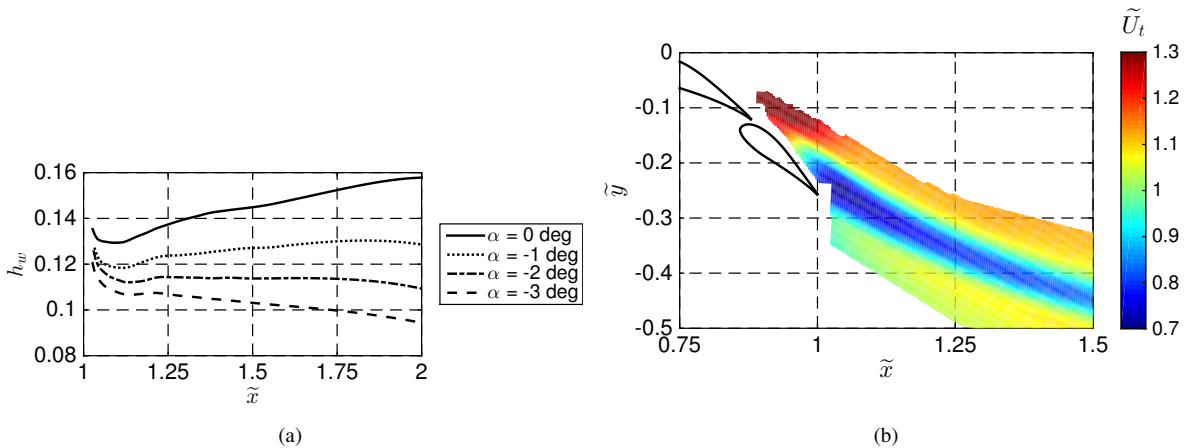 0.16
0.14
0.12
0.1
0.08
h_w
1
1.25
1.5
1.75
2
x̃
α = 0 deg
α = -1 deg
α = -2 deg
α = -3 deg
(a)
0
-0.1
-0.2
-0.3
-0.4
-0.5
ỹ
0.75
1
1.25
1.5
x̃
Ũ_t
1.3
1.2
1.1
1
0.9
0.8
0.7
(b)